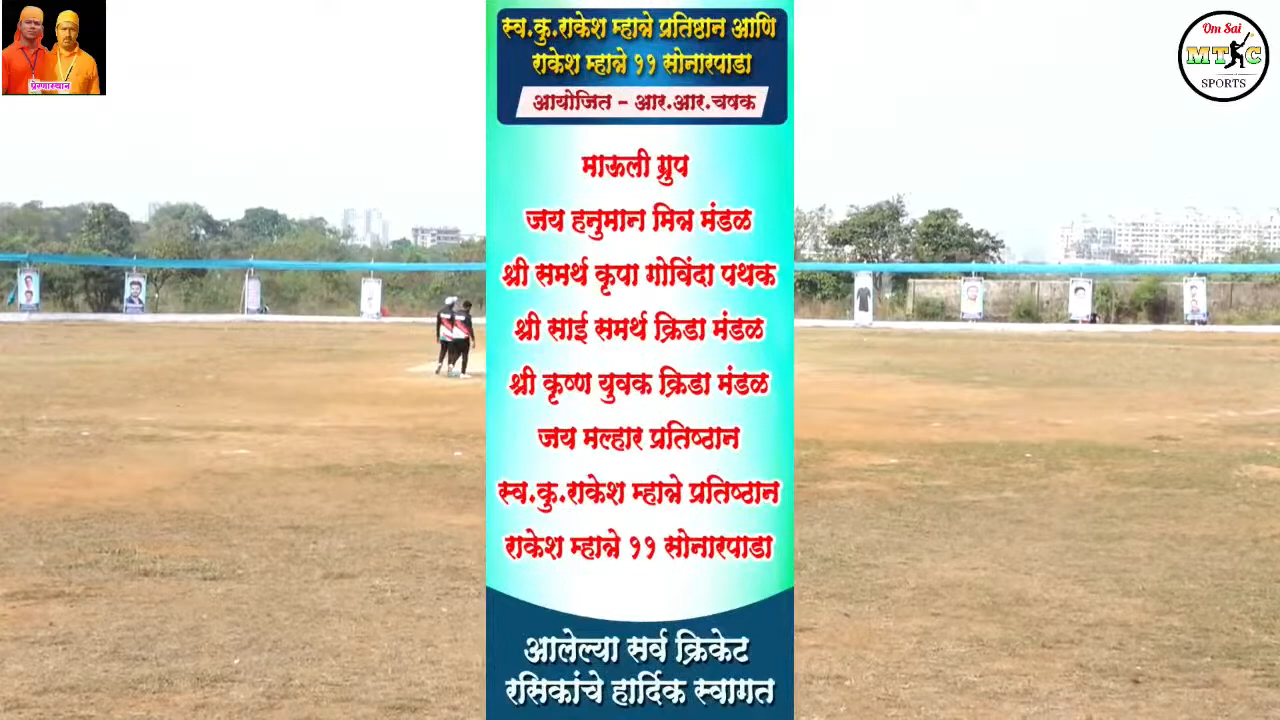 प्रेरणास्थान
स्व.कु.राकेश म्हात्रे प्रतिष्ठान आणि
राकेश म्हात्रे ११ सोनारपाडा
आयोजित - आर.आर.चषक
माऊली ग्रुप
जय हनुमान मित्र मंडळ
श्री समर्थ कृपा गोविंदा पथक
श्री साई समर्थ क्रिडा मंडळ
श्री कृष्ण युवक क्रिडा मंडळ
जय मल्हार प्रतिष्ठान
स्व.कु.राकेश म्हात्रे प्रतिष्ठान
राकेश म्हात्रे ११ सोनारपाडा
आलेल्या सर्व क्रिकेट
रसिकांचे हार्दिक स्वागत
Om Sai
MTC
SPORTS